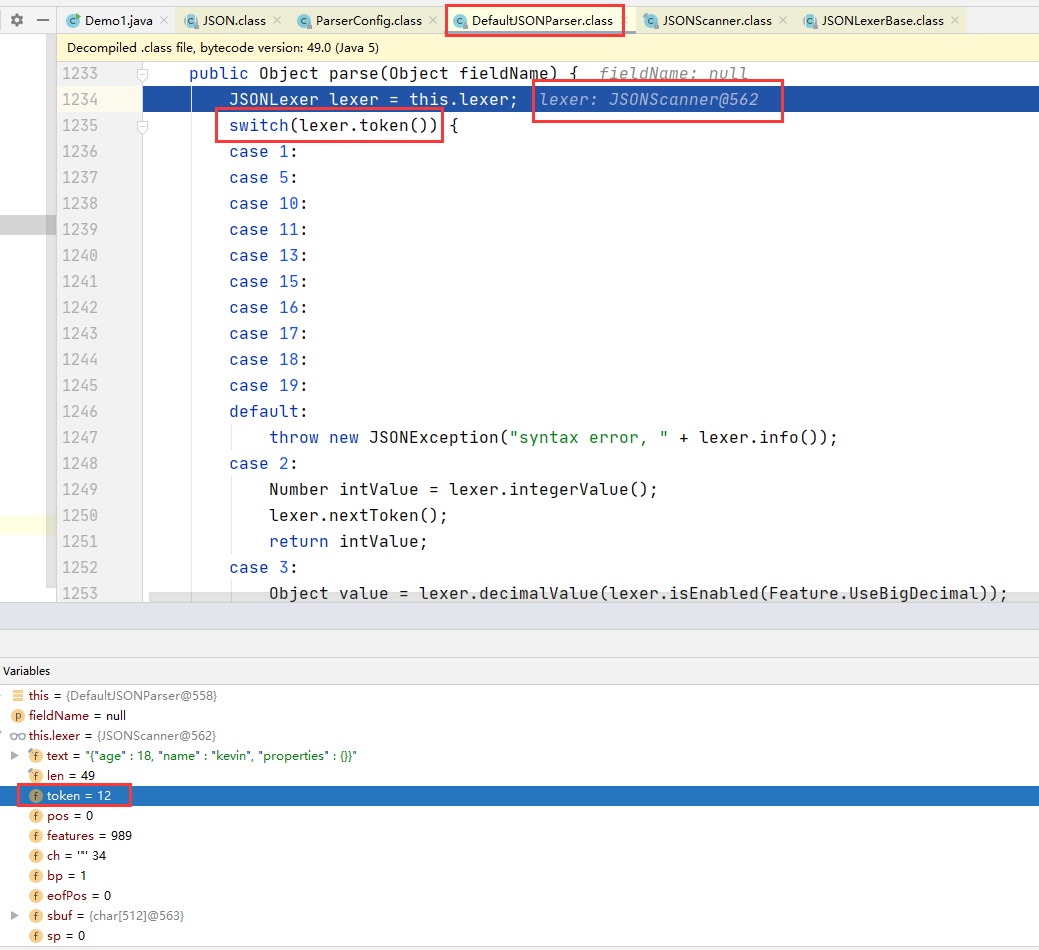 Demo1.java JSON.class ParserConfig.class DefaultJSONParser.class JSONScanner.class JSONLexerBase.class
Decompiled .class file, bytecode version: 49.0 (Java 5)
1233 public Object parse(Object fieldName) { fieldName: null
1234 JSONLexer lexer = this.lexer; lexer: JSONScanner@562
1235 switch(lexer.token()) {
1236 case 1:
1237 case 5:
1238 case 10:
1239 case 11:
1240 case 13:
1241 case 15:
1242 case 16:
1243 case 17:
1244 case 18:
1245 case 19:
1246 default:
1247 throw new JSONException("syntax error, " + lexer.info());
1248 case 2:
1249 Number intValue = lexer.integerValue();
1250 lexer.nextToken();
1251 return intValue;
1252 case 3:
1253 Object value = lexer.decimalValue(lexer.isEnabled(Feature.UseBigDecimal));
Variables
this = {DefaultJSONParser@558}
p fieldName = null
this.lexer = {JSONScanner@562}
f text = "{"age" : 18, "name" : "kevin", "properties" : {}}"
f len = 49
f token = 12
f pos = 0
f features = 989
f ch = '"' 34
f bp = 1
f eofPos = 0
f sbuf = {char[512]@563}
f sp = 0